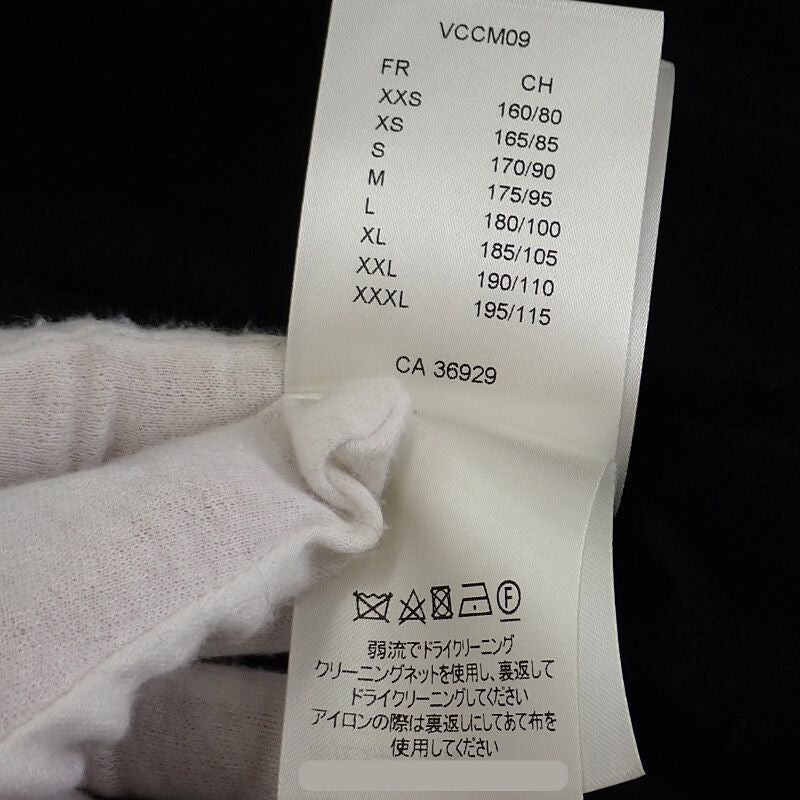 VCCM09
FR CH
XXS 160/80
XS 165/85
S 170/90
M 175/95
L 180/100
XL 185/105
XXL 190/110
XXXL 195/115
CA 36929
F
弱流でドライクリーニング
クリーニングネットを使用し、裏返して
ドライクリーニングしてください
アイロンの際は裏返しにしてあて布を
使用してください